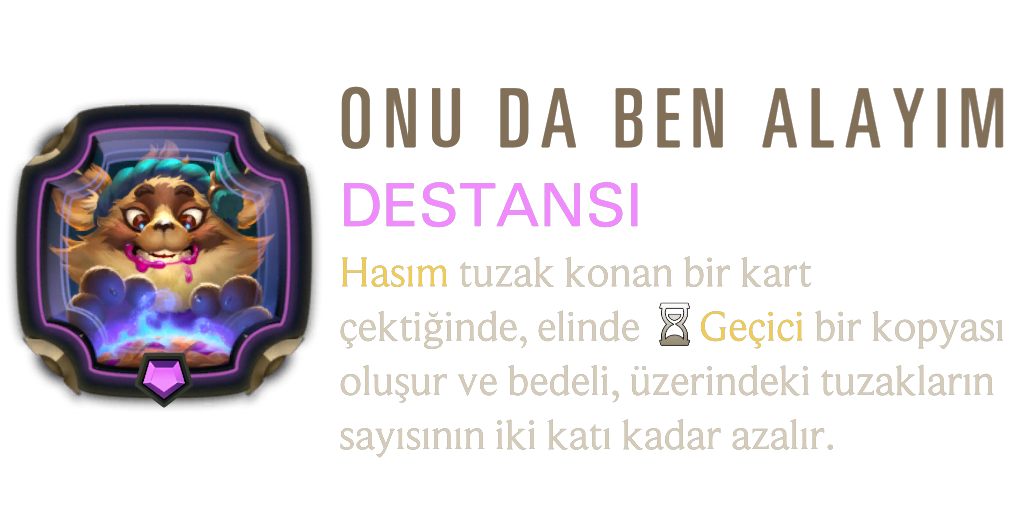 ONU DA BEN ALAYIM
DESTANSI
Hasım tuzak konan bir kart
çektiğinde, elinde Geçici bir kopyası
oluşur ve bedeli, üzerindeki tuzakların
sayısının iki katı kadar azalır.